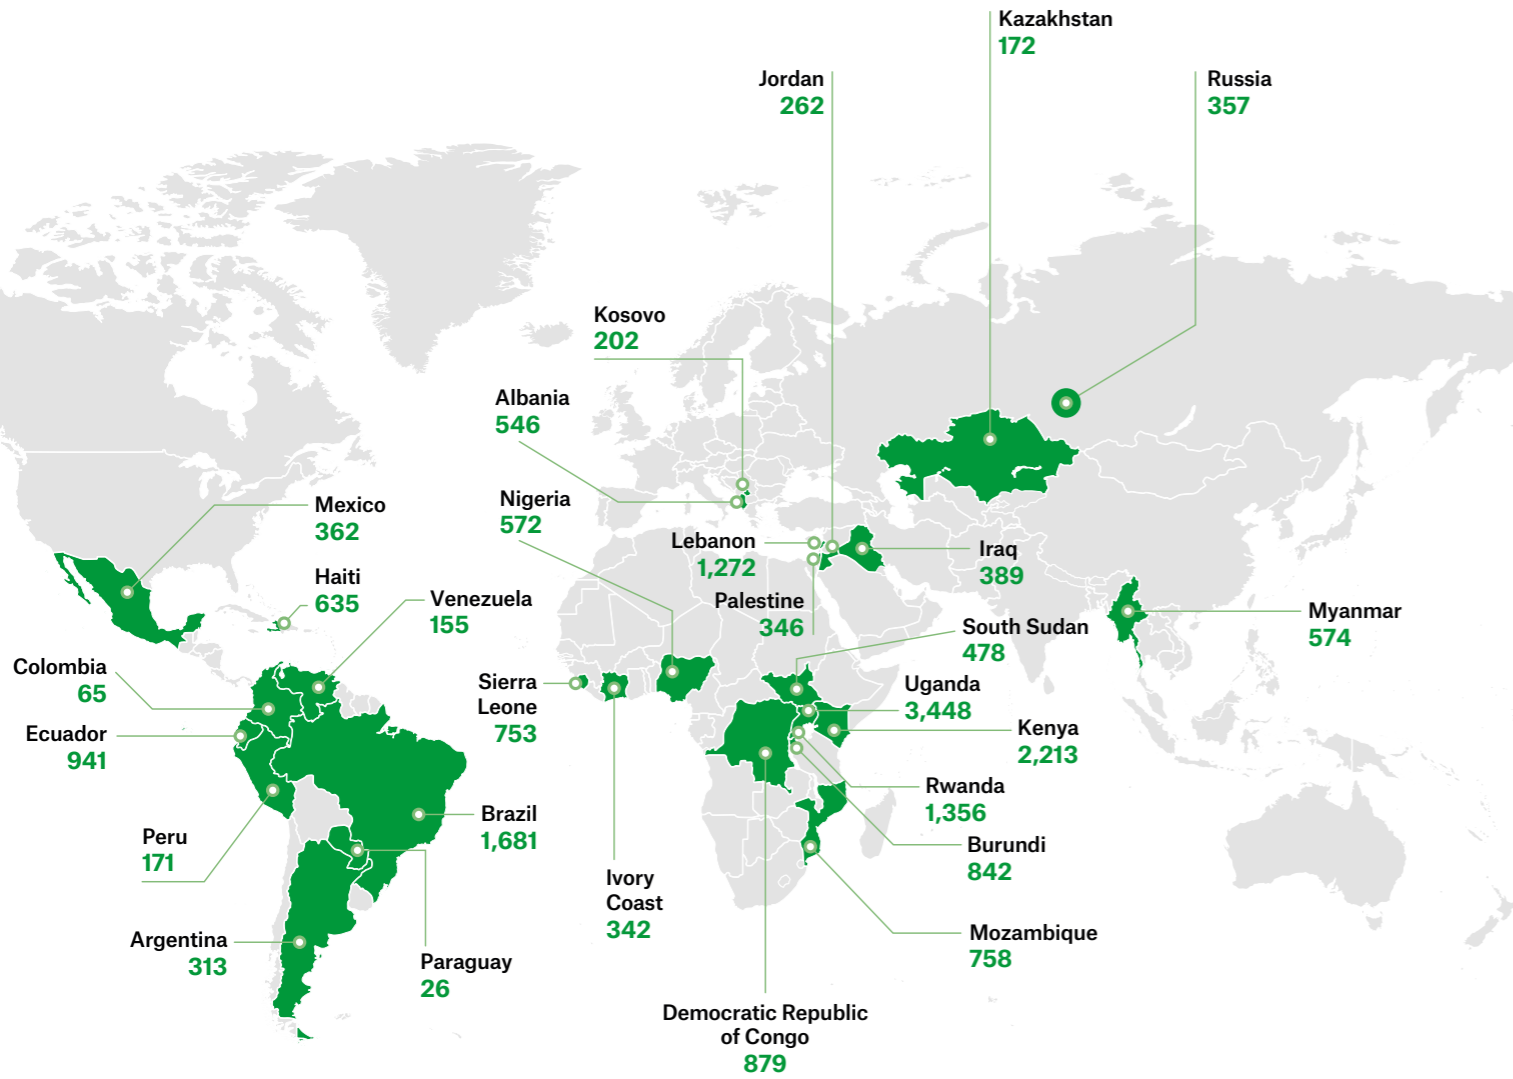 Kazakhstan
172
Jordan
262
Russia
357
Kosovo
202
Albania
546
Nigeria
572
Mexico
362
Haiti
635
Venezuela
155
Lebanon
1,272
Palestine
346
Iraq
389
Myanmar
574
South Sudan
478
Colombia
65
Ecuador
941
Sierra
Leone
753
Uganda
3,448
Kenya
2,213
Rwanda
1,356
Brazil
1,681
Peru
171
Burundi
842
Ivory
Coast
342
Argentina
313
Paraguay
26
Mozambique
758
Democratic Republic
of Congo
879